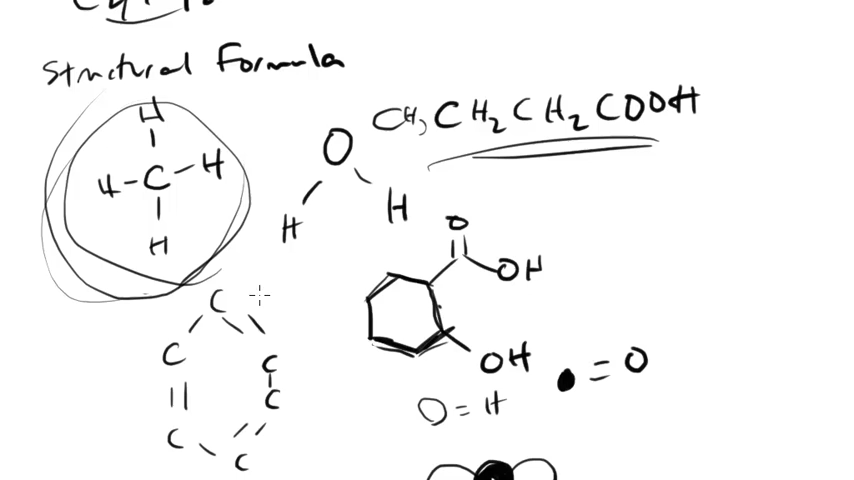 Structural Formula
H
H-C-H
H
O
H H
CH3CH2CH2COOH
O
OH
OH
C
C C
C
C
C
O = H
= O